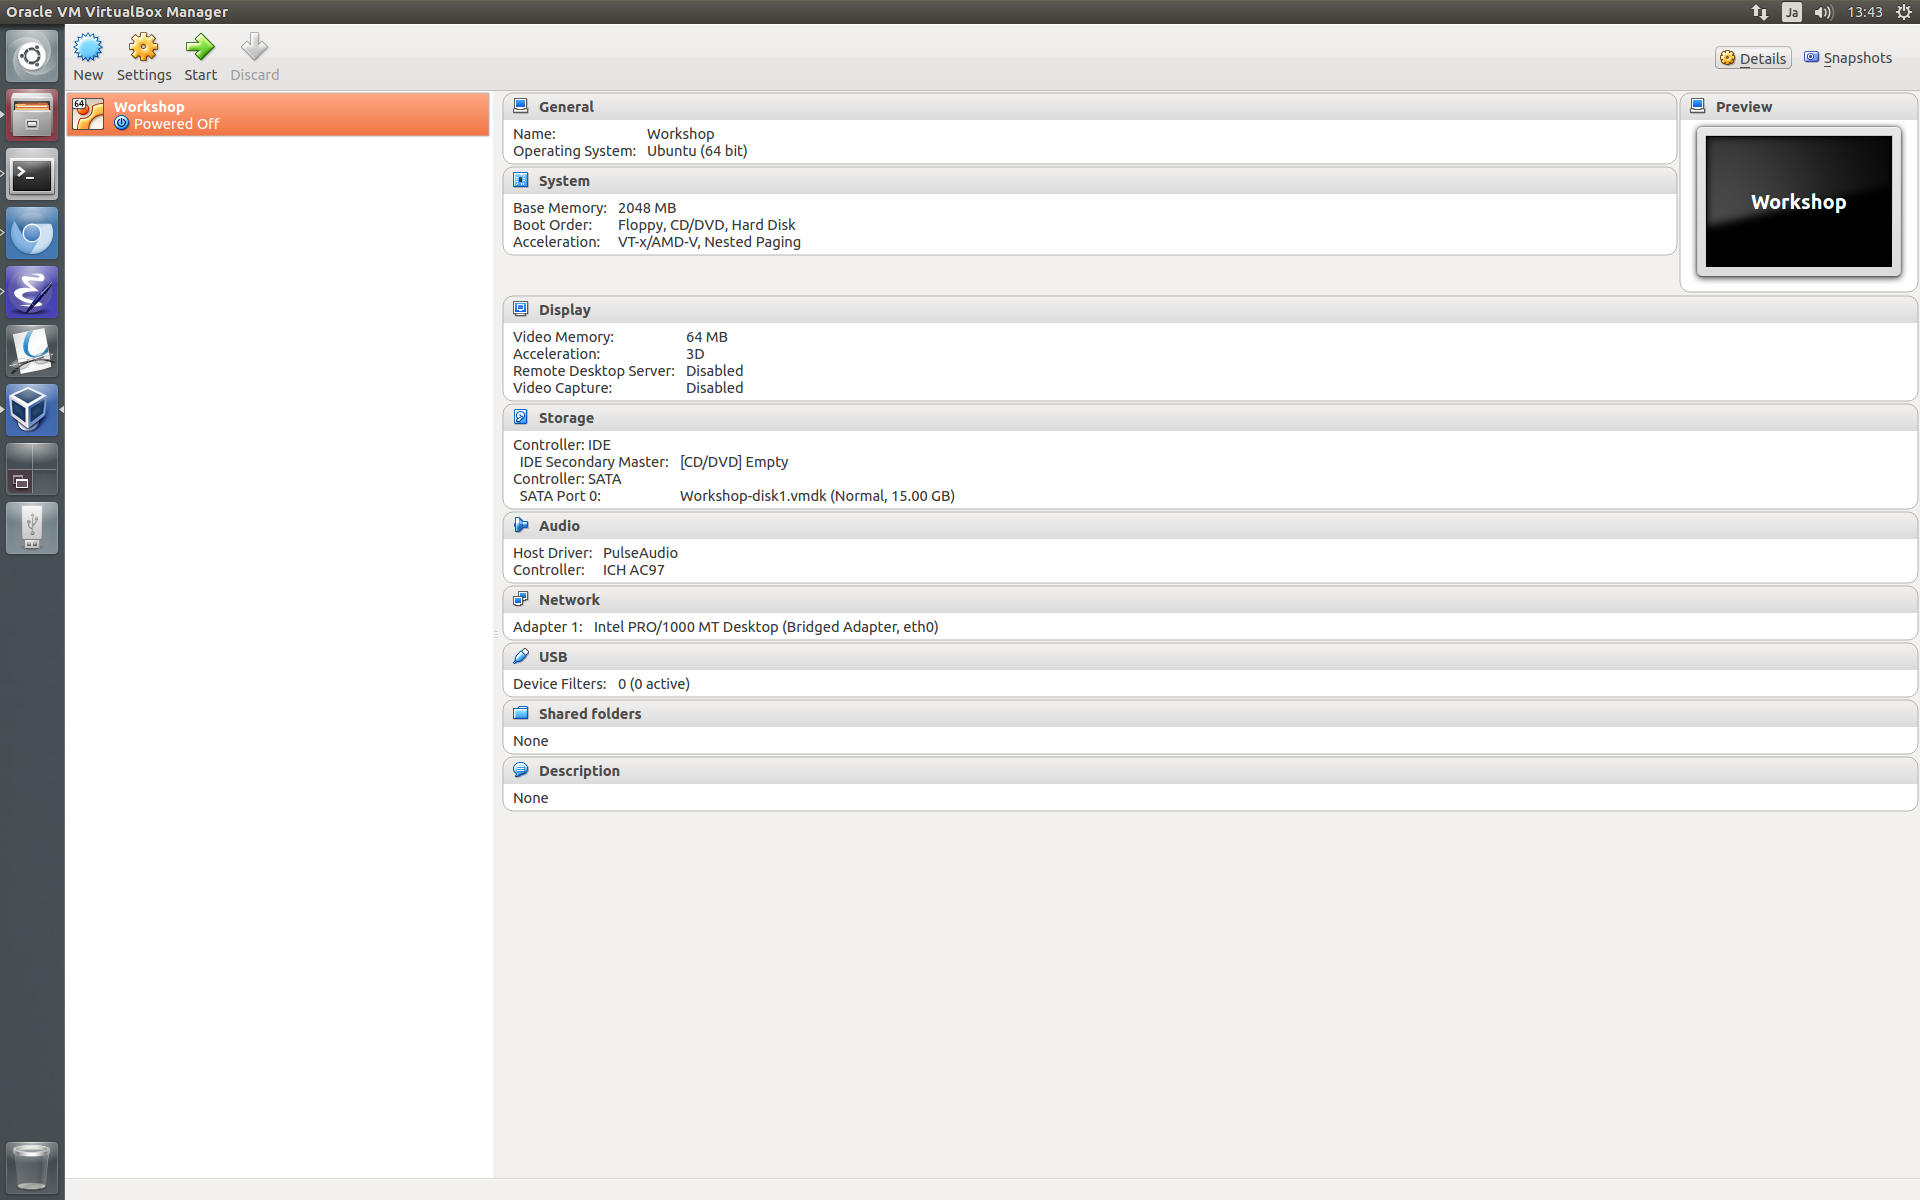 Oracle VM VirtualBox Manager
Ja
13:43
New
Settings
Start
Discard
Details
Snapshots
64
Workshop
Powered Off
General
Name: Workshop
Operating System: Ubuntu (64 bit)
Preview
Workshop
System
Base Memory: 2048 MB
Boot Order: Floppy, CD/DVD, Hard Disk
Acceleration: VT-x/AMD-V, Nested Paging
Display
Video Memory: 64 MB
Acceleration: 3D
Remote Desktop Server: Disabled
Video Capture: Disabled
Storage
Controller: IDE
IDE Secondary Master: [CD/DVD] Empty
Controller: SATA
SATA Port 0: Workshop-disk1.vmdk (Normal, 15.00 GB)
Audio
Host Driver: PulseAudio
Controller: ICH AC97
Network
Adapter 1: Intel PRO/1000 MT Desktop (Bridged Adapter, eth0)
USB
Device Filters: 0 (0 active)
Shared folders
None
Description
None